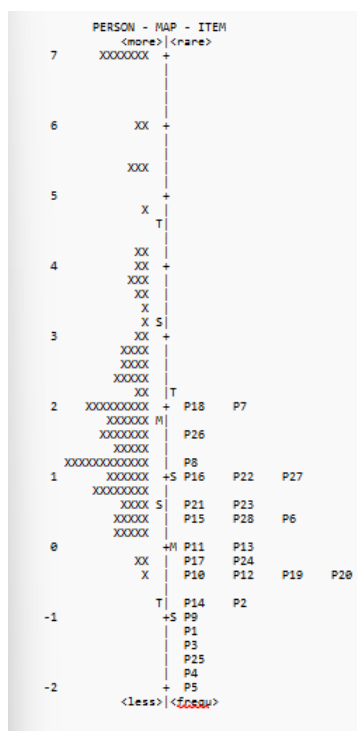 PERSON - MAP - ITEM
<more>|<rare>
7 XXXXXXX +
|
|
|
|
6 XX +
|
|
XXX |
|
5 +
X |
T|
|
XX |
4 XX +
XXX |
XX |
X |
X S|
3 XX +
XXXX |
XXXX |
XXXXX |
XX |T
2 XXXXXXXXX + P18 P7
XXXXXX M|
XXXXXXX | P26
XXXXX |
XXXXXXXXXXXX | P8
1 XXXXXX +S P16 P22 P27
XXXXXXXX |
XXXX S| P21 P23
XXXXX | P15 P28 P6
XXXXX |
0 +M P11 P13
XX | P17 P24
X | P10 P12 P19 P20
|
T| P14 P2
-1 +S P9
| P1
| P3
| P25
| P4
-2 + P5
<less>|<frequ>